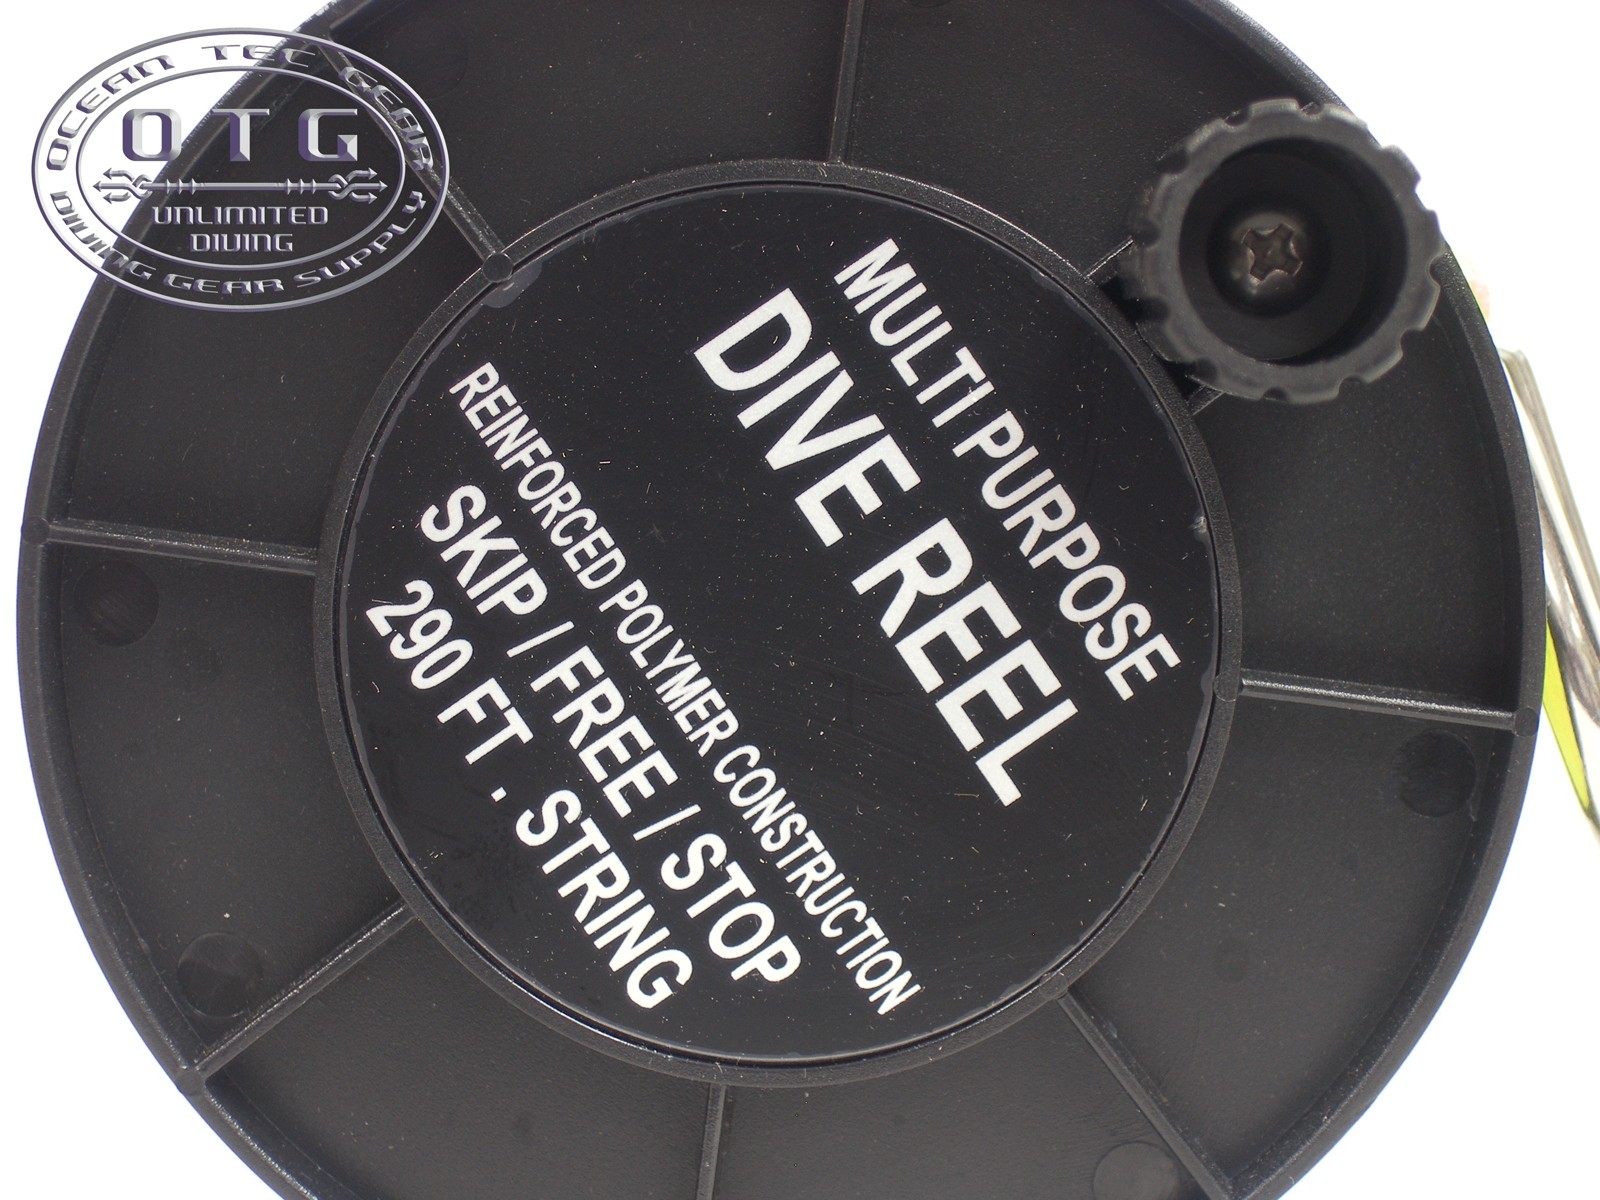 OCEAN TEC GEAR
OTG
UNLIMITED
DIVING
DIVING GEAR SUPPLY
MULTI PURPOSE
DIVE REEL
REINFORCED POLYMER CONSTRUCTION
SKIP / FREE / STOP
290 FT . STRING